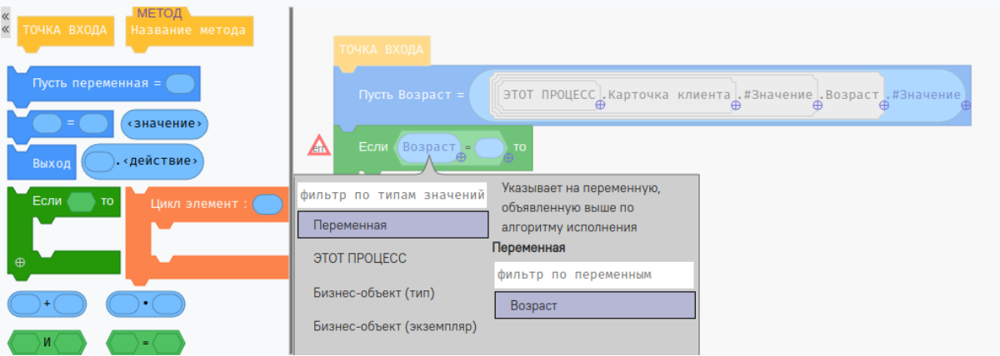 «
«
ТОЧКА ВХОДА
МЕТОД
Название метода
Пусть переменная =
=
‹значение›
Выход
.‹действие›
Если то
Цикл элемент :
+
•
И
=
ТОЧКА ВХОДА
Пусть Возраст = ЭТОТ ПРОЦЕСС .Карточка клиента .#Значение .Возраст .#Значение
err
Если Возраст = то
фильтр по типам значений
Переменная
ЭТОТ ПРОЦЕСС
Бизнес-объект (тип)
Бизнес-объект (экземпляр)
Указывает на переменную,
объявленную выше по
алгоритму исполнения
Переменная
фильтр по переменным
Возраст